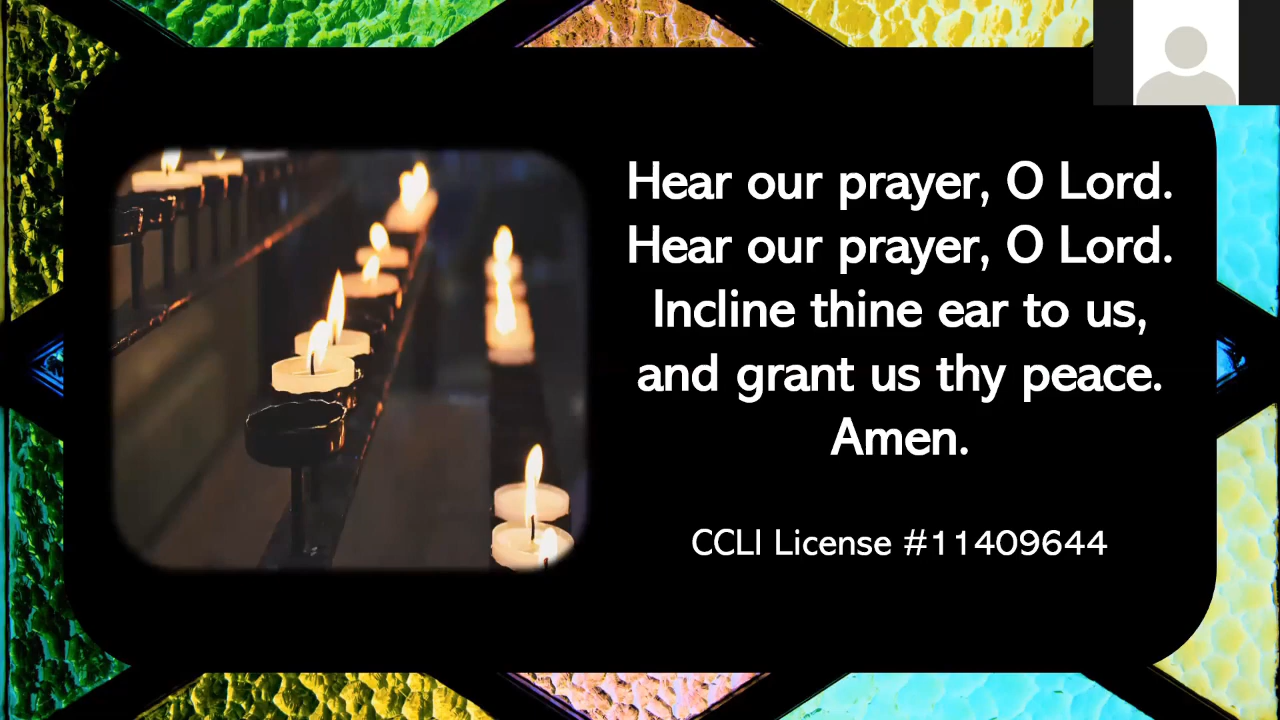 Hear our prayer, O Lord.
Hear our prayer, O Lord.
Incline thine ear to us,
and grant us thy peace.
Amen.
CCLI License #11409644